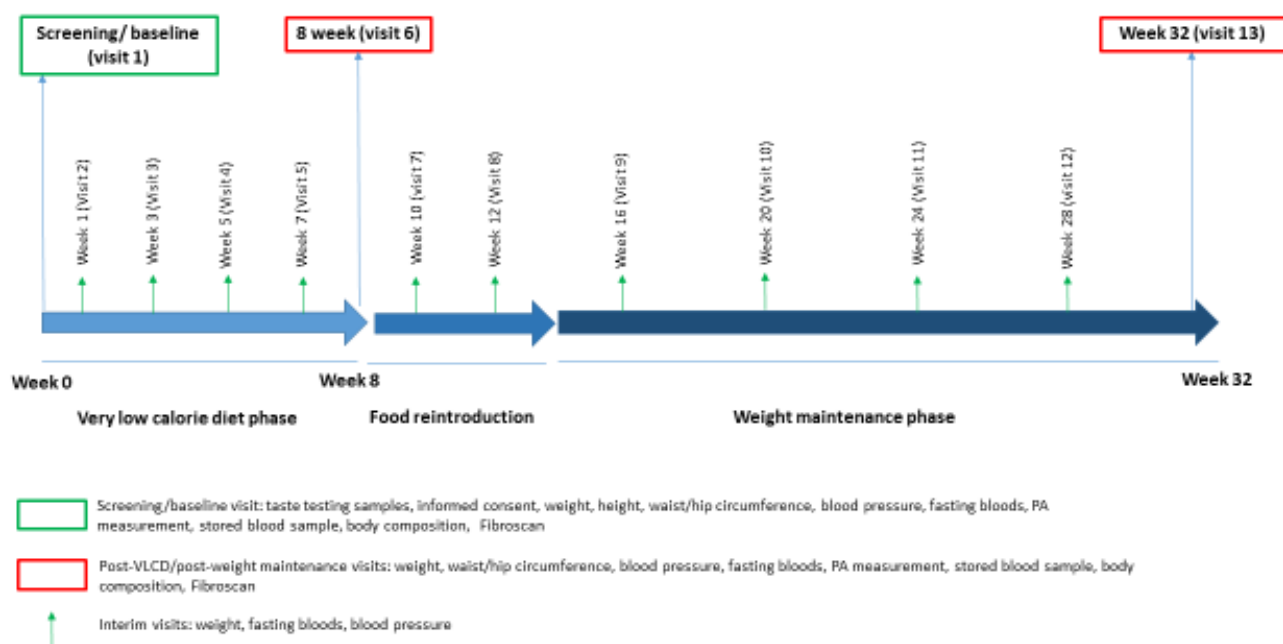 Screening/ baseline
(visit 1)
8 week (visit 6)
Week 32 (visit 13)
Week 1 (Visit 2)
Week 3 (Visit 3)
Week 5 (Visit 4)
Week 7 (Visit 5)
Week 10 (visit 7)
Week 12 (Visit 8)
Week 16 (Visit 9)
Week 20 (Visit 10)
Week 24 (Visit 11)
Week 28 (visit 12)
Week 0
Week 8
Week 32
Very low calorie diet phase
Food reintroduction
Weight maintenance phase
Screening/baseline visit: taste testing samples, informed consent, weight, height, waist/hip circumference, blood pressure, fasting bloods, PA
measurement, stored blood sample, body composition, Fibroscan
Post-VLCD/post-weight maintenance visits: weight, waist/hip circumference, blood pressure, fasting bloods, PA measurement, stored blood sample, body
composition, Fibroscan
Interim visits: weight, fasting bloods, blood pressure